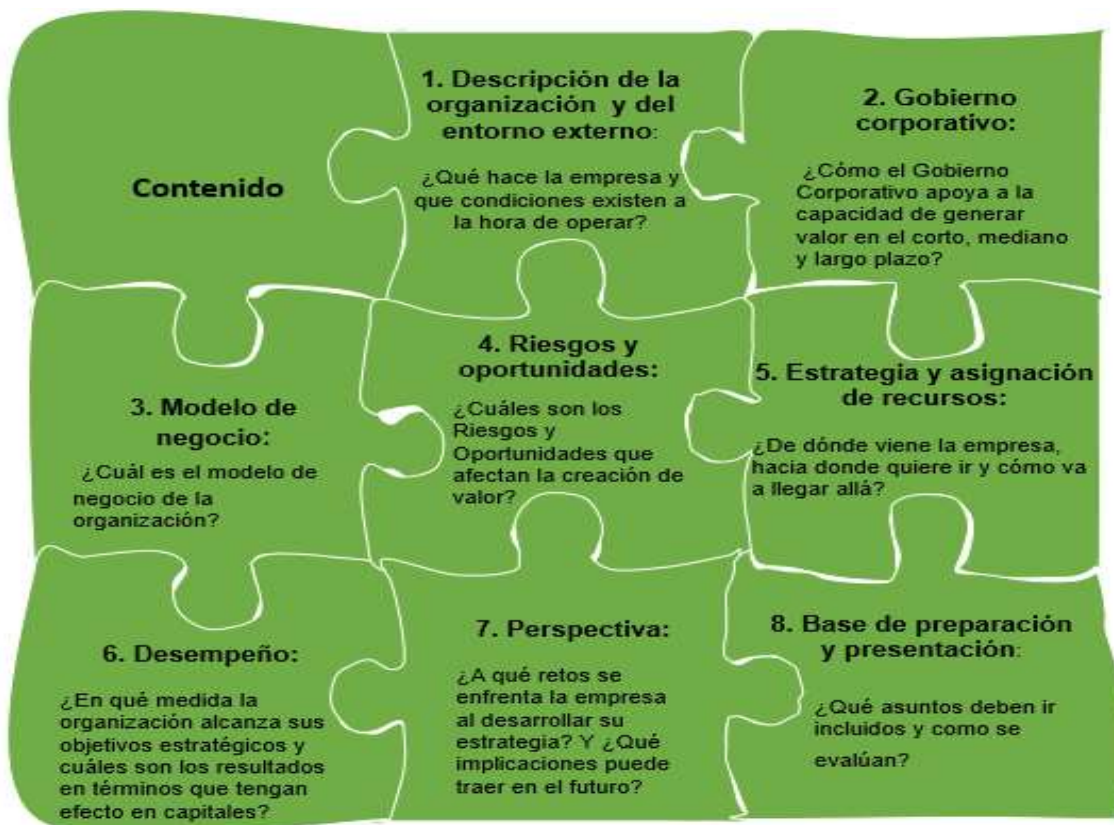 Contenido
1. Descripción de la
organización y del
entorno externo:
¿Qué hace la empresa y
que condiciones existen a
la hora de operar?
2. Gobierno
corporativo:
¿Cómo el Gobierno
Corporativo apoya a la
capacidad de generar
valor en el corto, mediano
y largo plazo?
3. Modelo de
negocio:
¿Cuál es el modelo de
negocio de la
organización?
4. Riesgos y
oportunidades:
¿Cuáles son los
Riesgos y
Oportunidades que
afectan la creación de
valor?
5. Estrategia y asignación
de recursos:
¿De dónde viene la empresa,
hacia donde quiere ir y cómo va
a llegar allá?
6. Desempeño:
¿En qué medida la
organización alcanza sus
objetivos estratégicos y
cuáles son los resultados
en términos que tengan
efecto en capitales?
7. Perspectiva:
¿A qué retos se
enfrenta la empresa
al desarrollar su
estrategia? Y ¿Qué
implicaciones puede
traer en el futuro?
8. Base de preparación
y presentación:
¿Qué asuntos deben ir
incluidos y como se
evalúan?